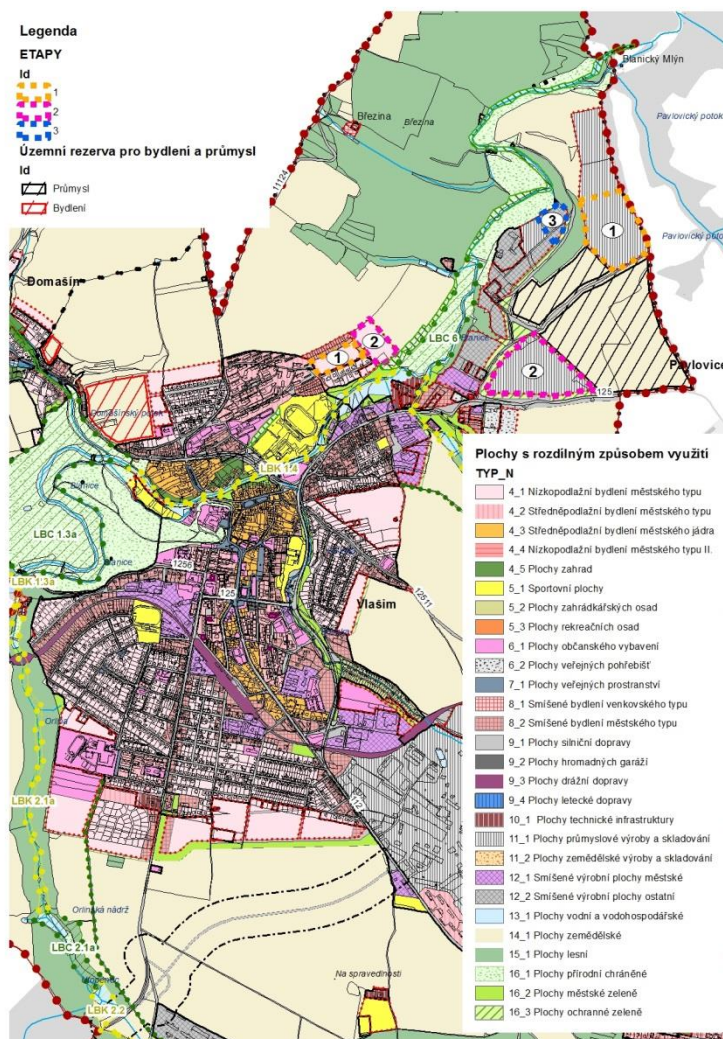 Legenda
ETAPY
Id
1
2
3
Územní rezerva pro bydlení a průmysl
Id
Průmysl
Bydlení
Blanický Mlýn
Březina
Březina
Pavlovický potok
11124
3
1
Domašín
2
1
LBC 6
2
Pavlovice
125
Domašínský potok
LBK 1.4
Blanice
LBC 1.3a
Blanice
1256
LBK 1.3a
125
12511
Vlašim
Orlina
LBK 2.1a
122
Orlinská nádrž
LBC 2.1a
LBK 2.2
Na spravedlnosti
Plochy s rozdílným způsobem využití
TYP_N
4_1 Nízkopodlažní bydlení městského typu
4_2 Středněpodlažní bydlení městského typu
4_3 Středněpodlažní bydlení městského jádra
4_4 Nízkopodlažní bydlení městského typu II.
4_5 Plochy zahrad
5_1 Sportovní plochy
5_2 Plochy zahrádkářských osad
5_3 Plochy rekreačních osad
6_1 Plochy občanského vybavení
6_2 Plochy veřejných pohřebišť
7_1 Plochy veřejných prostranství
8_1 Smíšené bydlení venkovského typu
8_2 Smíšené bydlení městského typu
9_1 Plochy silniční dopravy
9_2 Plochy hromadných garáží
9_3 Plochy drážní dopravy
9_4 Plochy letecké dopravy
10_1 Plochy technické infrastruktury
11_1 Plochy průmyslové výroby a skladování
11_2 Plochy zemědělské výroby a skladování
12_1 Smíšené výrobní plochy městské
12_2 Smíšené výrobní plochy ostatní
13_1 Plochy vodní a vodohospodářské
14_1 Plochy zemědělské
15_1 Plochy lesní
16_1 Plochy přírodní chráněné
16_2 Plochy městské zeleně
16_3 Plochy ochranné zeleně